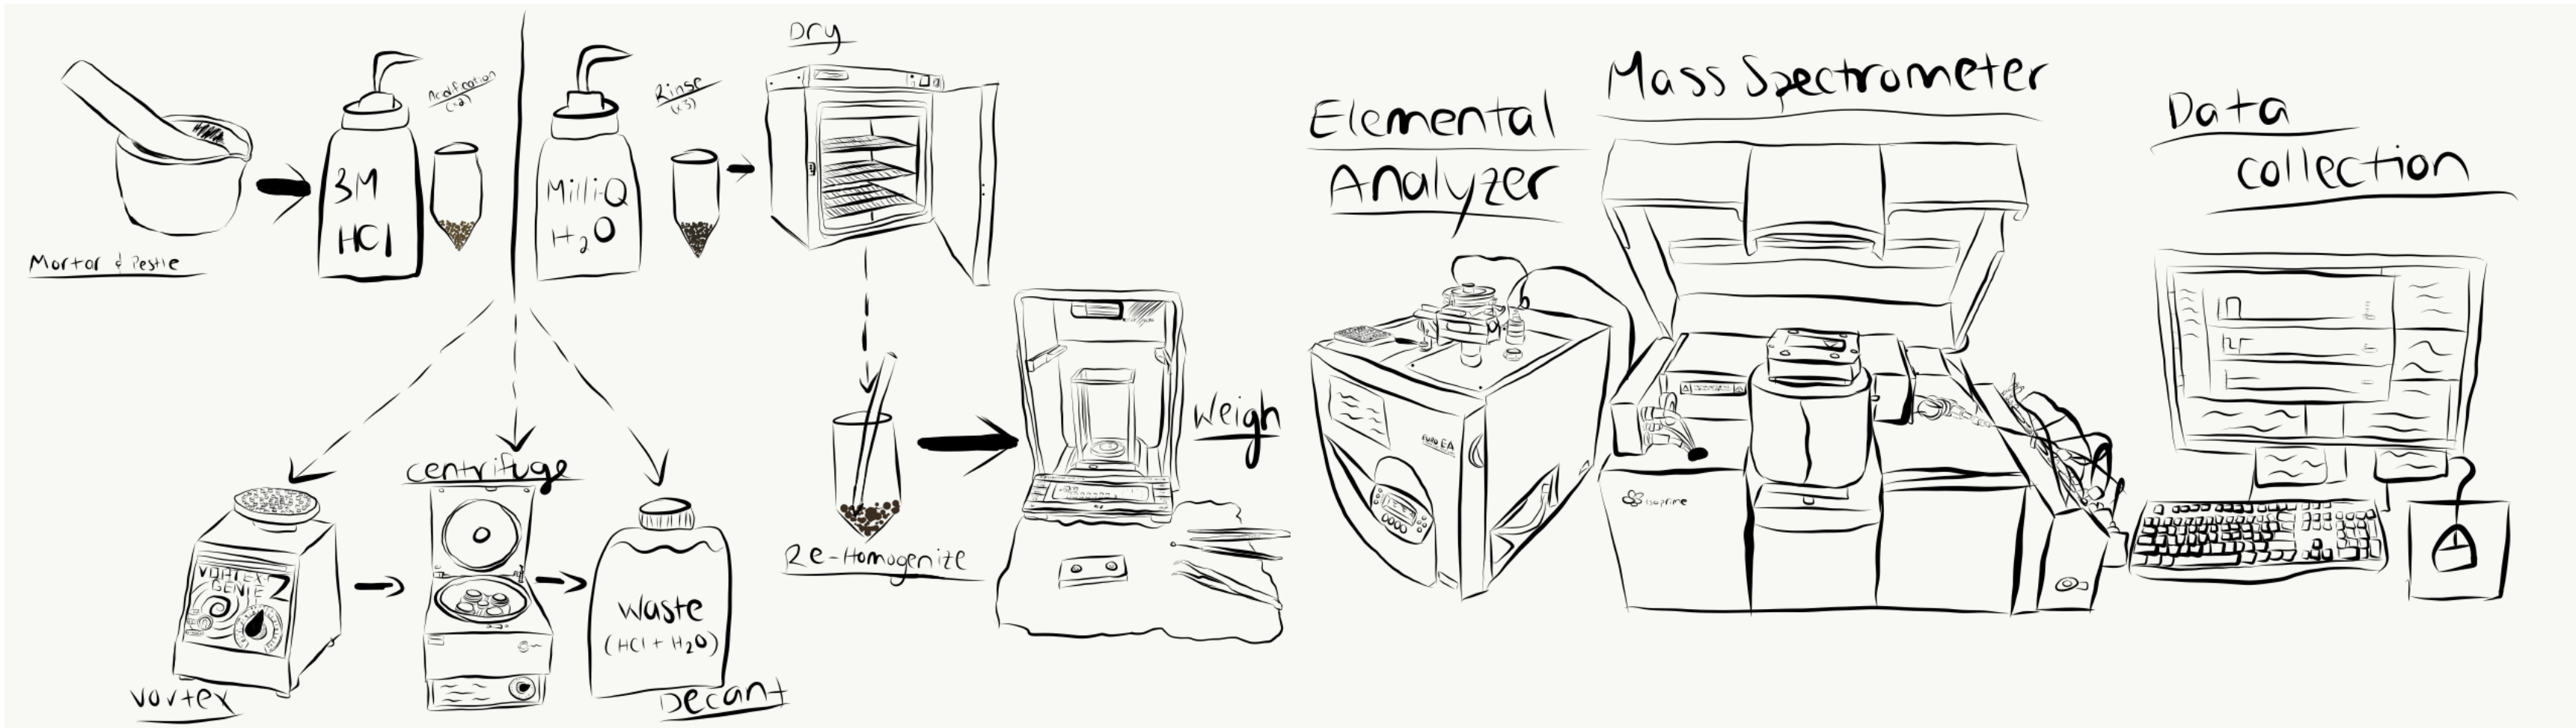 Mortar & Pestle
3M
HCl
Acidification
(x2)
Milli-Q
H2O
Rinse
(x3)
Dry
vortex
VORTEX-
GENIE 2
centrifuge
Waste
(HCl + H2O)
Decant
Re-Homogenize
Weigh
Elemental
Analyzer
EURO EA
Mass Spectrometer
isoprime
Data
collection